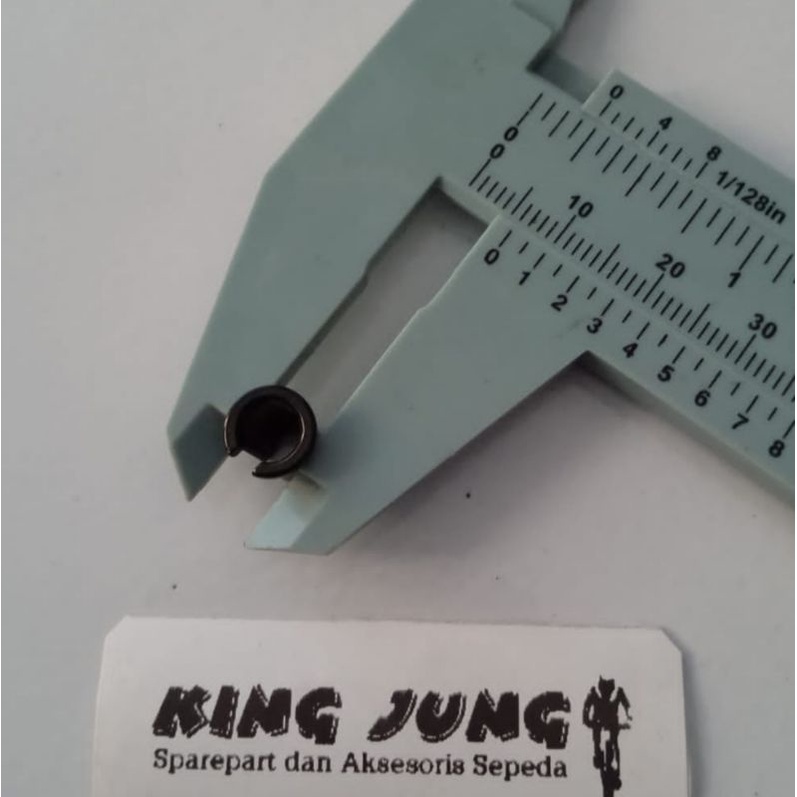 0 4 8
1/128in
0 1
0 10 20 30
0 1 2 3 4 5 6 7 8
KING JUNG
Sparepart dan Aksesoris Sepeda